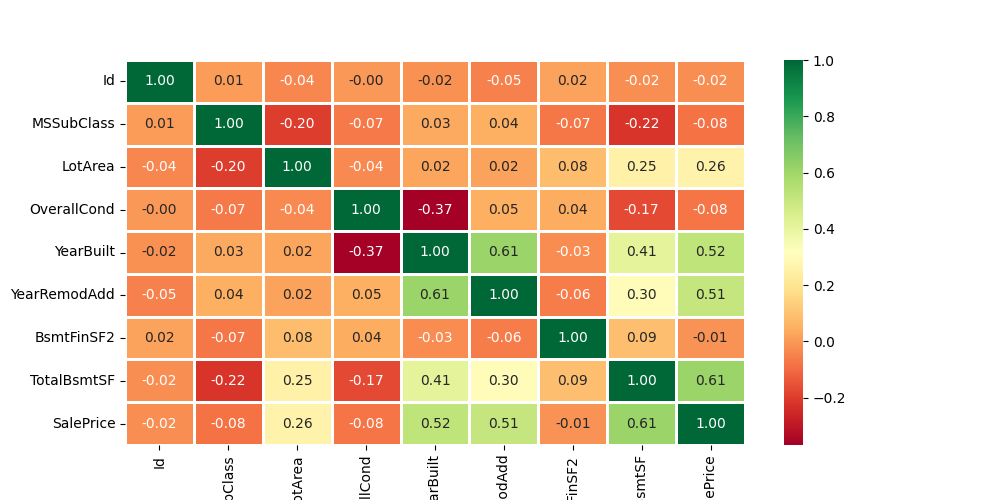 Id 1.00 0.01 -0.04 -0.00 -0.02 -0.05 0.02 -0.02 -0.02
MSSubClass 0.01 1.00 -0.20 -0.07 0.03 0.04 -0.07 -0.22 -0.08
LotArea -0.04 -0.20 1.00 -0.04 0.02 0.02 0.08 0.25 0.26
OverallCond -0.00 -0.07 -0.04 1.00 -0.37 0.05 0.04 -0.17 -0.08
YearBuilt -0.02 0.03 0.02 -0.37 1.00 0.61 -0.03 0.41 0.52
YearRemodAdd -0.05 0.04 0.02 0.05 0.61 1.00 -0.06 0.30 0.51
BsmtFinSF2 0.02 -0.07 0.08 0.04 -0.03 -0.06 1.00 0.09 -0.01
TotalBsmtSF -0.02 -0.22 0.25 -0.17 0.41 0.30 0.09 1.00 0.61
SalePrice -0.02 -0.08 0.26 -0.08 0.52 0.51 -0.01 0.61 1.00
Id
bClass
otArea
llCond
arBuilt
odAdd
FinSF2
smtSF
ePrice
1.0
0.8
0.6
0.4
0.2
0.0
−0.2